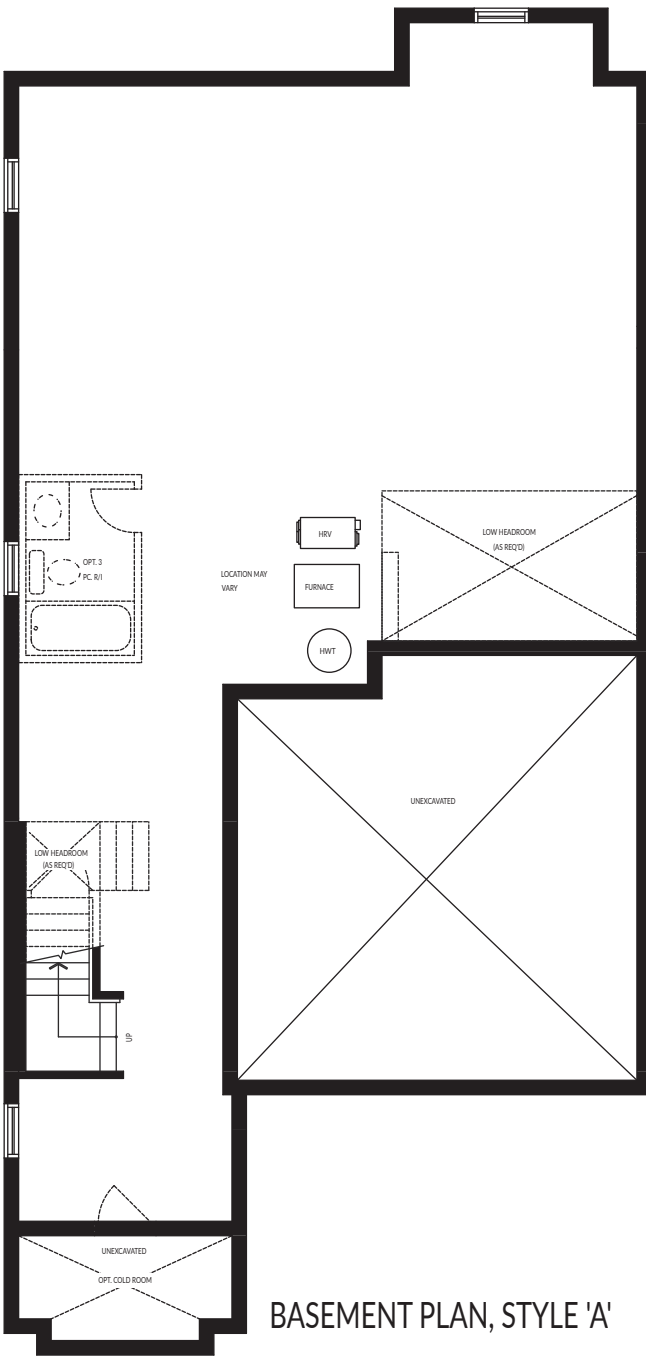 HRV
LOW HEADROOM
(AS REQ'D)
OPT. 3
PC. R/I
LOCATION MAY
VARY
FURNACE
HWT
UNEXCAVATED
LOW HEADROOM
(AS REQ'D)
UP
UNEXCAVATED
OPT. COLD ROOM
BASEMENT PLAN, STYLE 'A'